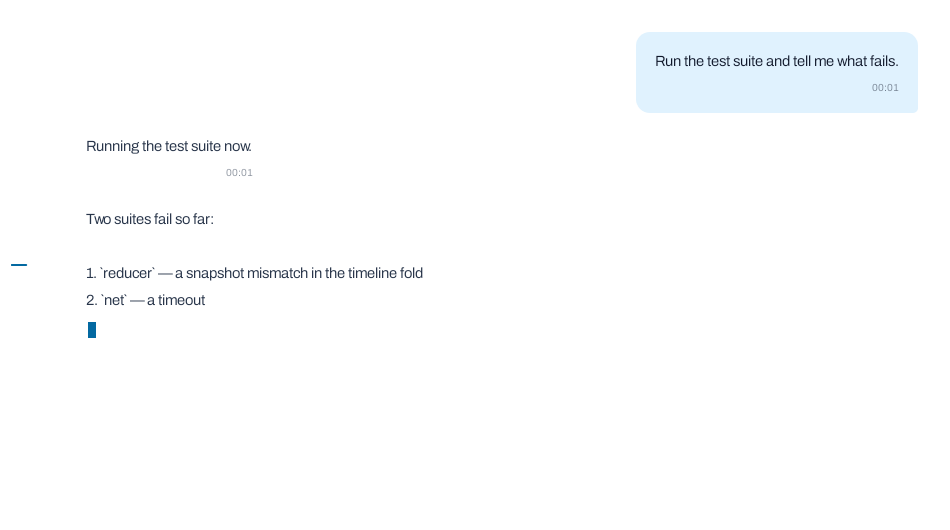 Run the test suite and tell me what fails.
00:01
Running the test suite now.
00:01
Two suites fail so far:
1. `reducer` — a snapshot mismatch in the timeline fold
2. `net` — a timeout